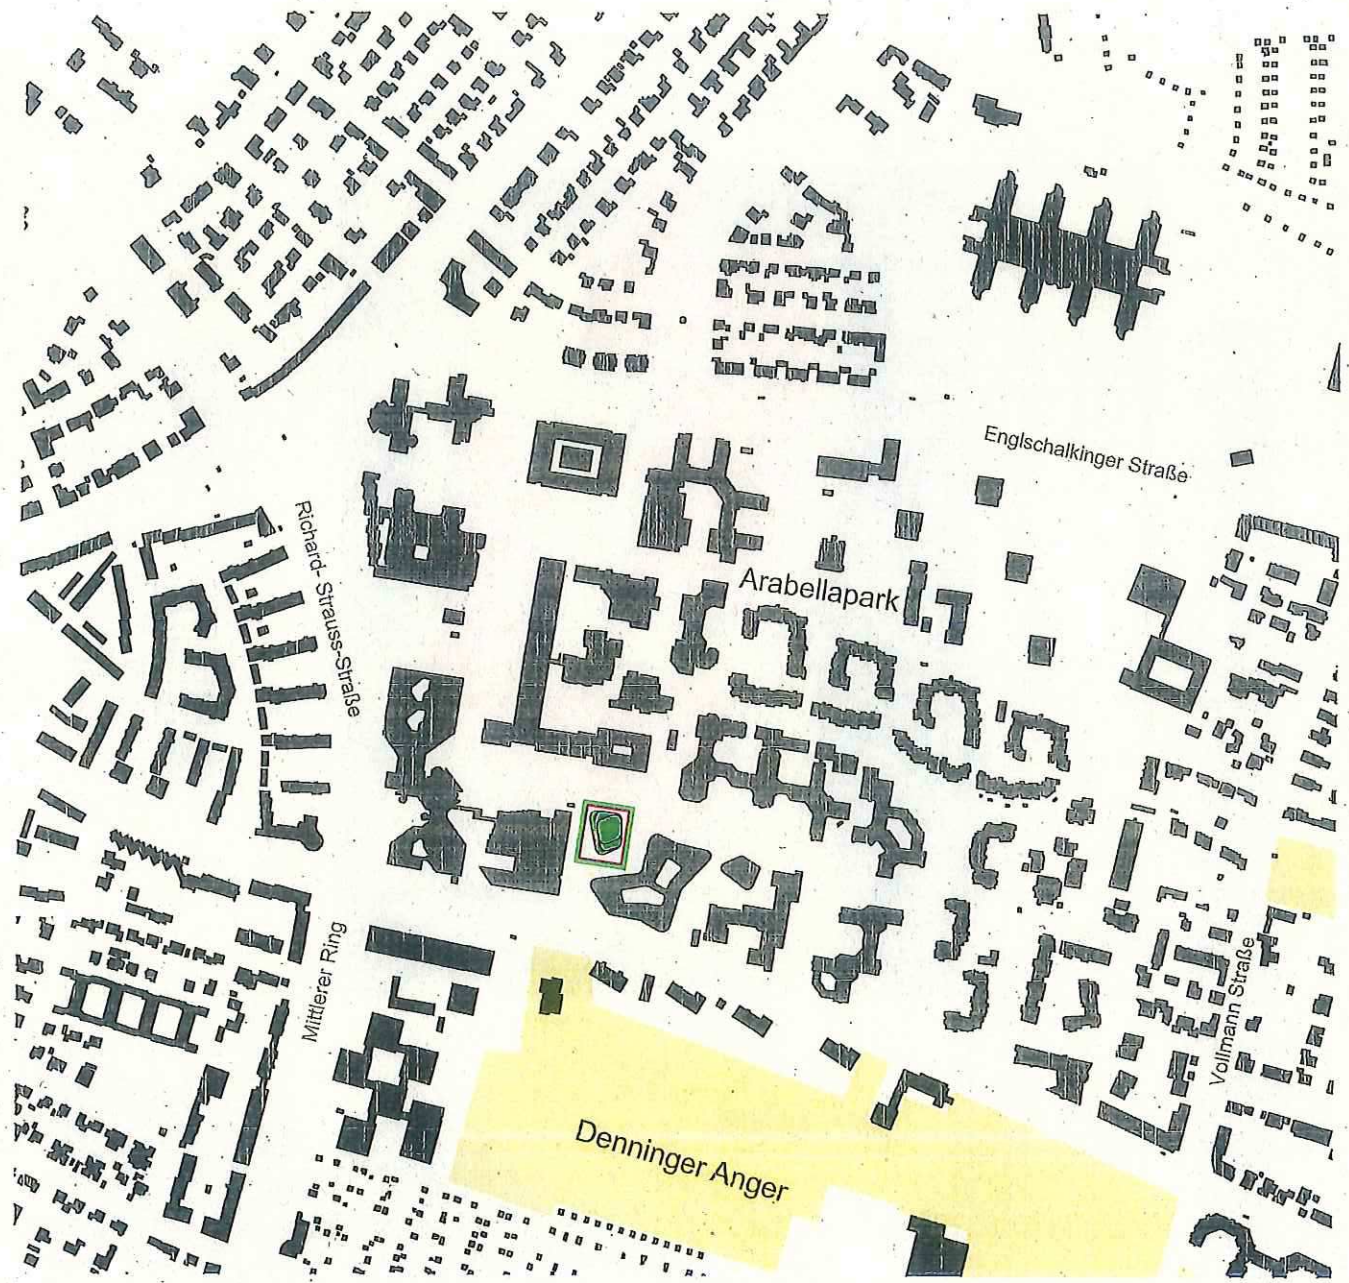 Englschalkinger Straße
Richard-Strauss-Straße
Arabellapark
Mittlerer Ring
Vollmann Straße
Denninger Anger